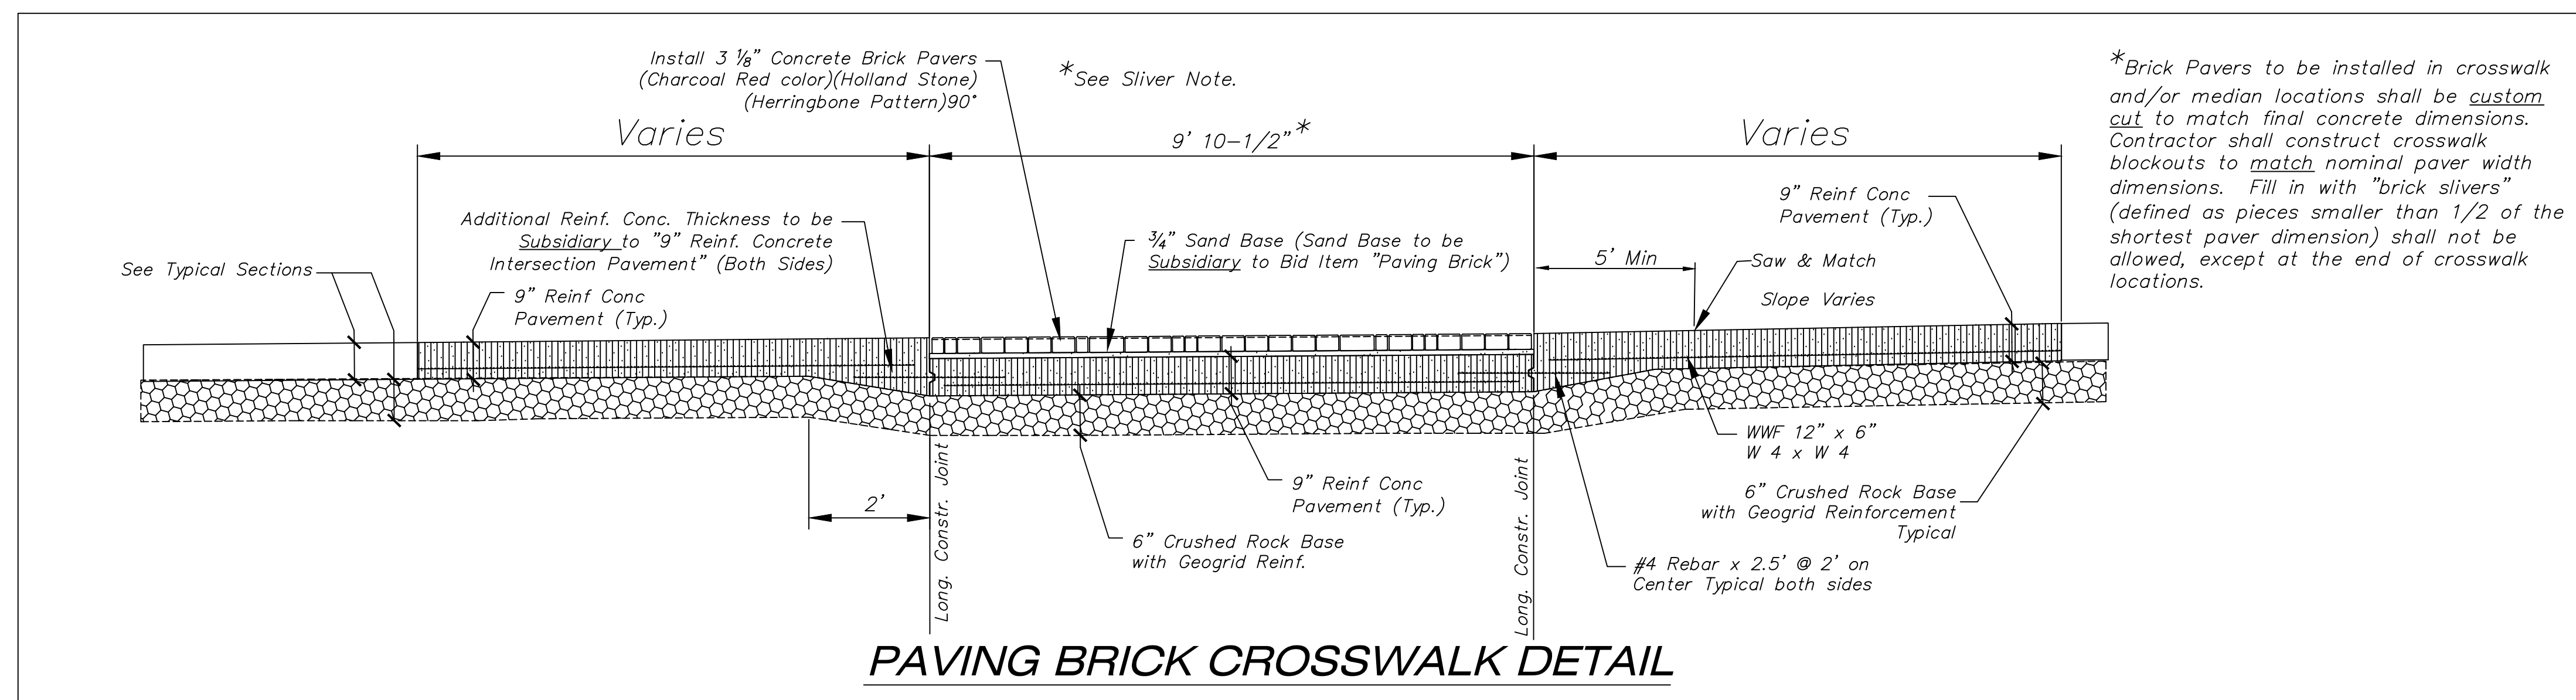 Install 3 ⅛" Concrete Brick Pavers
(Charcoal Red color)(Holland Stone)
(Herringbone Pattern)90°
*See Sliver Note.
*Brick Pavers to be installed in crosswalk
and/or median locations shall be custom
cut to match final concrete dimensions.
Contractor shall construct crosswalk
blockouts to match nominal paver width
dimensions. Fill in with "brick slivers"
(defined as pieces smaller than 1/2 of the
shortest paver dimension) shall not be
allowed, except at the end of crosswalk
locations.
Varies
9' 10-1/2"*
Varies
Additional Reinf. Conc. Thickness to be
Subsidiary to "9" Reinf. Concrete
Intersection Pavement" (Both Sides)
¾" Sand Base (Sand Base to be
Subsidiary to Bid Item "Paving Brick")
9" Reinf Conc
Pavement (Typ.)
5' Min
Saw & Match
Slope Varies
See Typical Sections
9" Reinf Conc
Pavement (Typ.)
2'
Long. Constr. Joint
6" Crushed Rock Base
with Geogrid Reinf.
9" Reinf Conc
Pavement (Typ.)
Long. Constr. Joint
WWF 12" x 6"
W 4 x W 4
6" Crushed Rock Base
with Geogrid Reinforcement
Typical
#4 Rebar x 2.5' @ 2' on
Center Typical both sides
PAVING BRICK CROSSWALK DETAIL